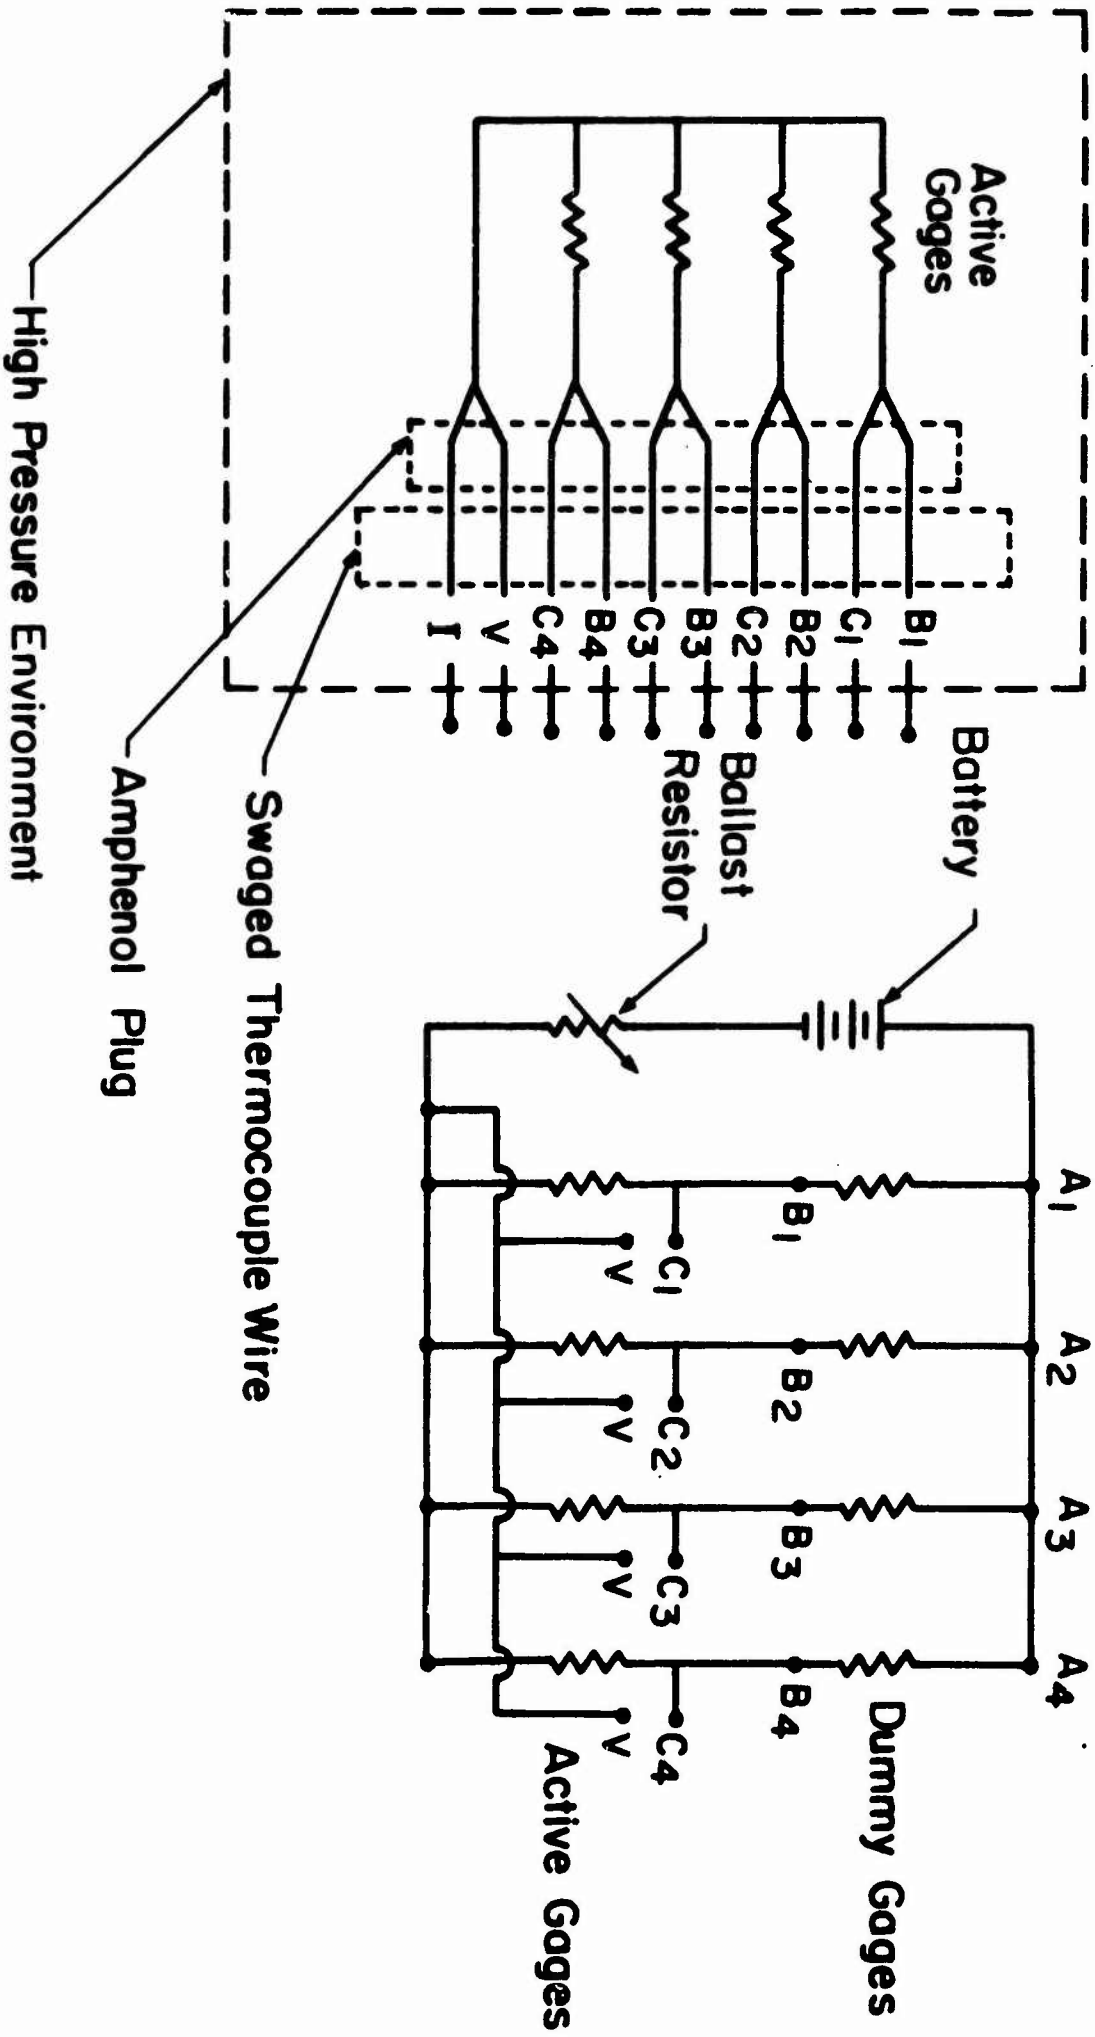 Active
Gages
B1
C1
B2
C2
B3
C3
B4
C4
V
I
High Pressure Environment
Amphenol Plug
Swaged Thermocouple Wire
Battery
Ballast
Resistor
A1
A2
A3
A4
B1
B2
B3
B4
Dummy Gages
C1
C2
C3
C4
V
V
V
V
Active Gages